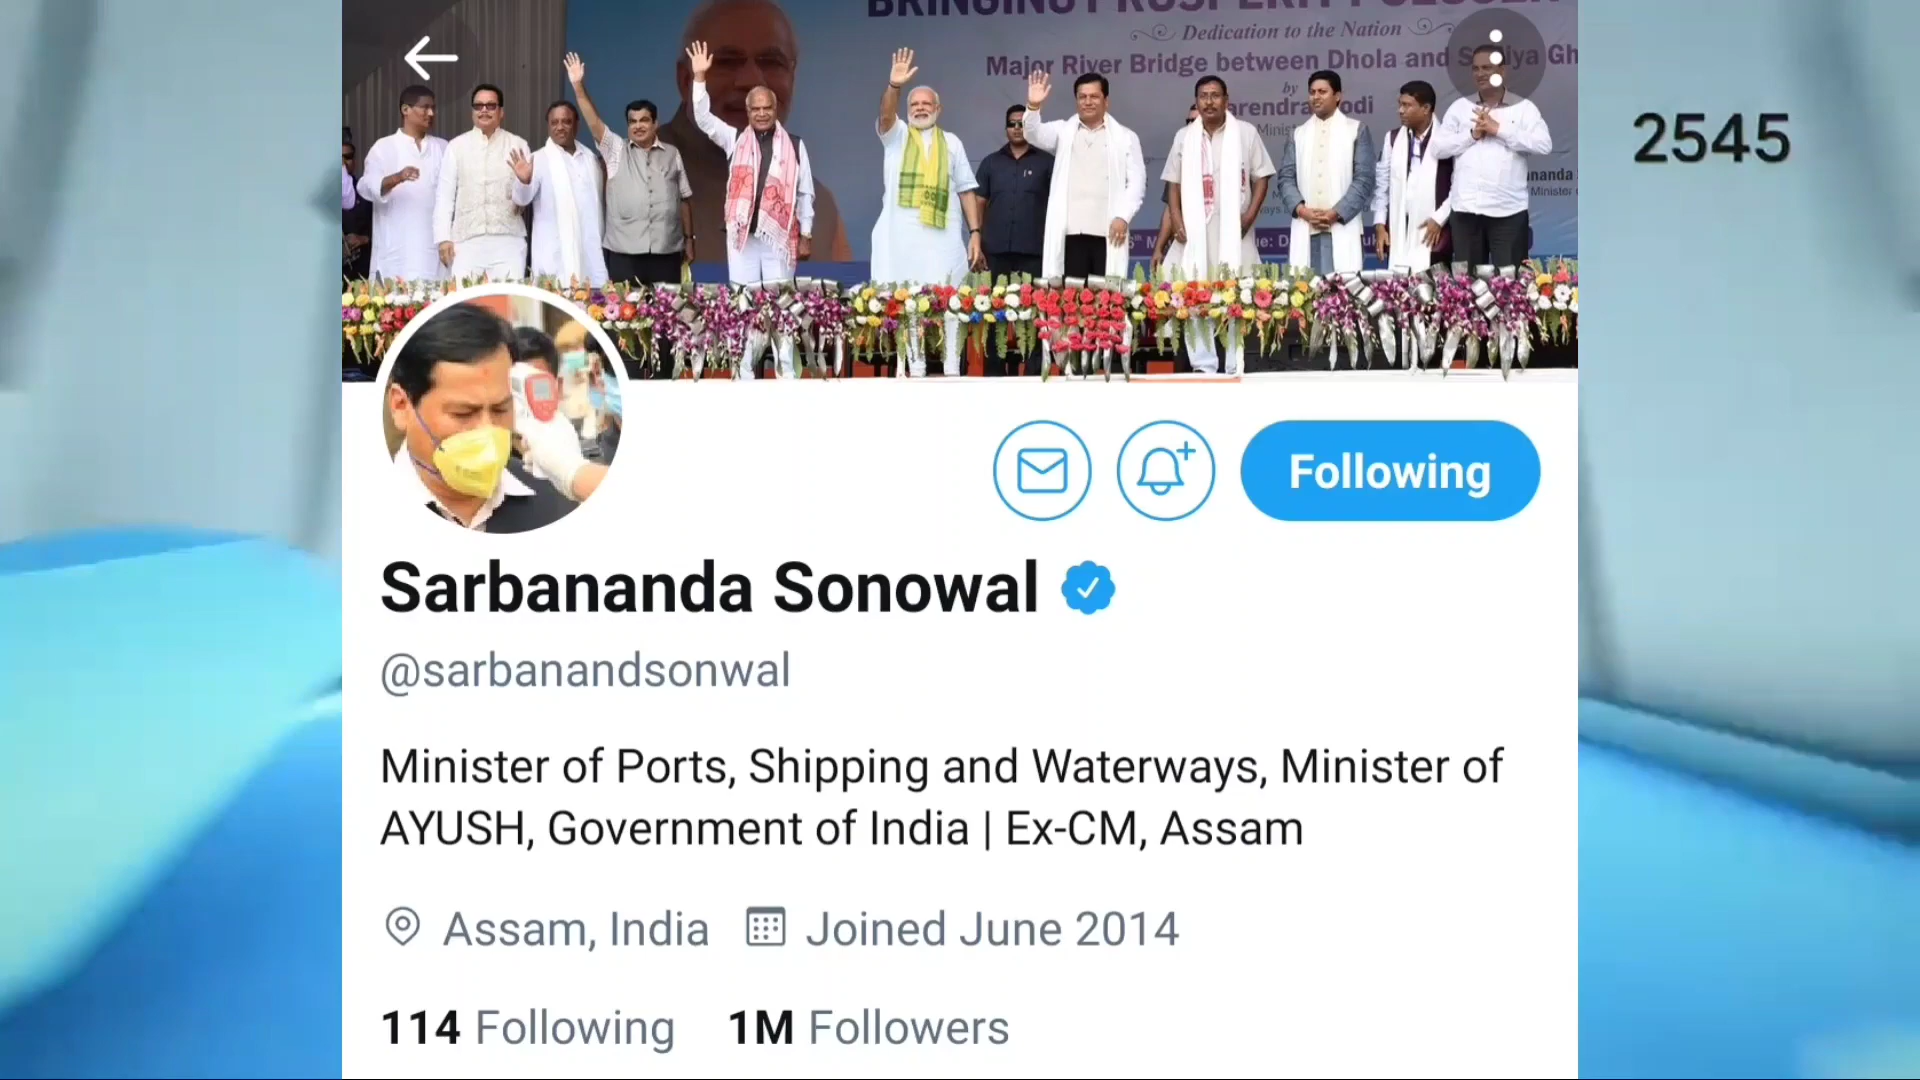 Dedication to the Nation
Major River Bridge between Dhola and
by
2545
Following
Sarbananda Sonowal
@sarbanandsonwal
Minister of Ports, Shipping and Waterways, Minister of
AYUSH, Government of India | Ex-CM, Assam
Assam, India Joined June 2014
114 Following 1M Followers